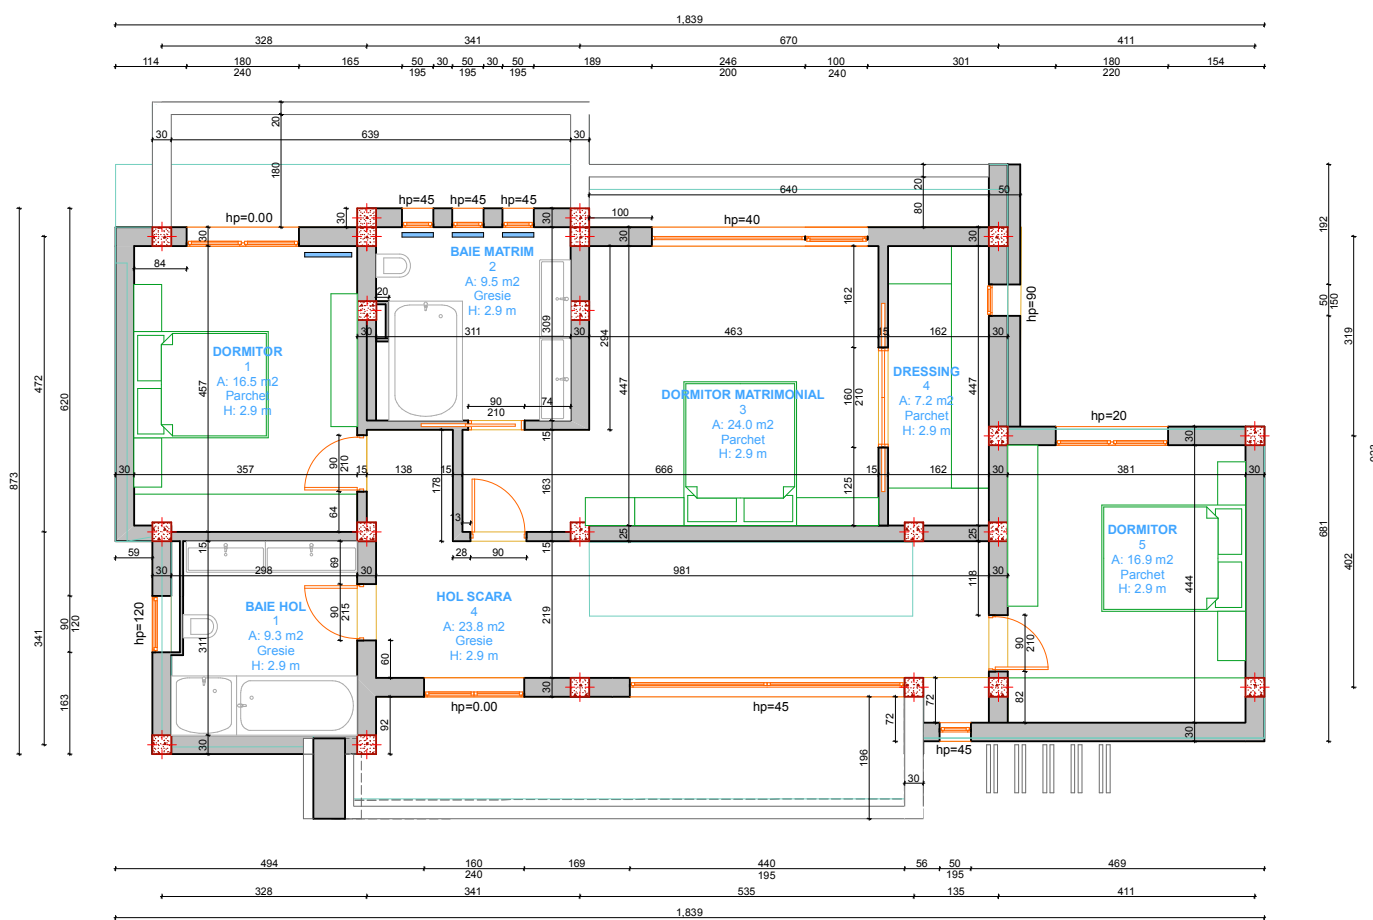 1,839
328 341 670 411
114 180 165 50 30 50 30 50 189 246 100 301 180 154
240 195 195 195 200 240 220
20
30 639 30
180
20
640 50
80
hp=45 hp=45 hp=45
hp=0.00 30 30 100 hp=40
30 30 30
192
84
BAIE MATRIM
2
A: 9.5 m2
Gresie
H: 2.9 m
20
162
50
150
hp=90
309
30 311 30 463 15 162
294
319
DORMITOR
1
A: 16.5 m2
Parchet
H: 2.9 m
457
472
620
447
160
210
447
DRESSING
4
A: 7.2 m2
Parchet
H: 2.9 m
DORMITOR MATRIMONIAL
3
A: 24.0 m2
Parchet
H: 2.9 m
90 74
210
15
hp=20
30
90
210
30 357 15 138 15 666 15 162 30 381 30
178 163 125
873
64
13
681
402
25 25
59 15 28 90 15
30 298 30 981 30
69
118
DORMITOR
5
A: 16.9 m2
Parchet
H: 2.9 m
444
hp=120
90
120
341
BAIE HOL
1
A: 9.3 m2
Gresie
H: 2.9 m
311
90
215
HOL SCARA
4
A: 23.8 m2
Gresie
H: 2.9 m
219
90
210
60
163
30
72
82
hp=0.00 hp=45
92
72
30
30
hp=45
196
30
494 160 169 440 56 50 469
240 195 195
328 341 535 135 411
1,839